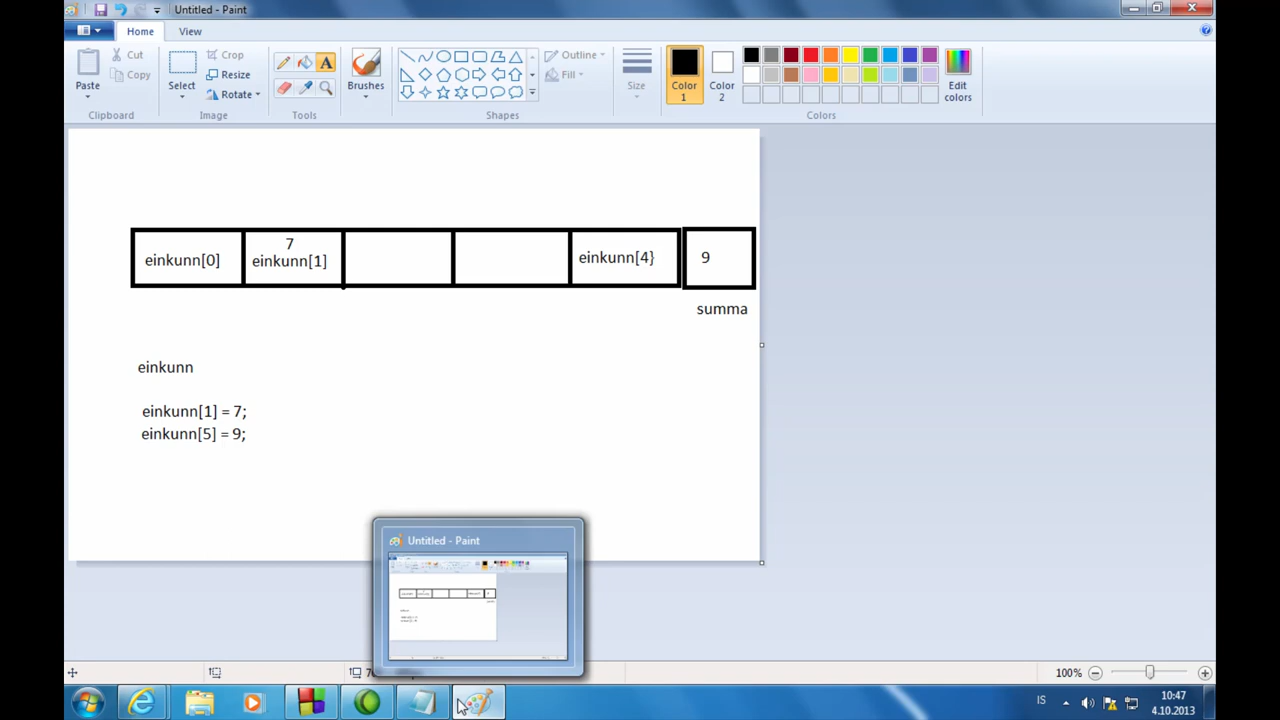 Untitled - Paint
Home View
Paste
Cut
Copy
Clipboard
Select
Crop
Resize
Rotate
Image
Tools
Brushes
Shapes
Outline
Fill
Size
Color 1
Color 2
Edit colors
Colors
einkunn[0]
7
einkunn[1]
einkunn[4}
9
summa
einkunn
einkunn[1] = 7;
einkunn[5] = 9;
Untitled - Paint
100%
IS
10:47
4.10.2013